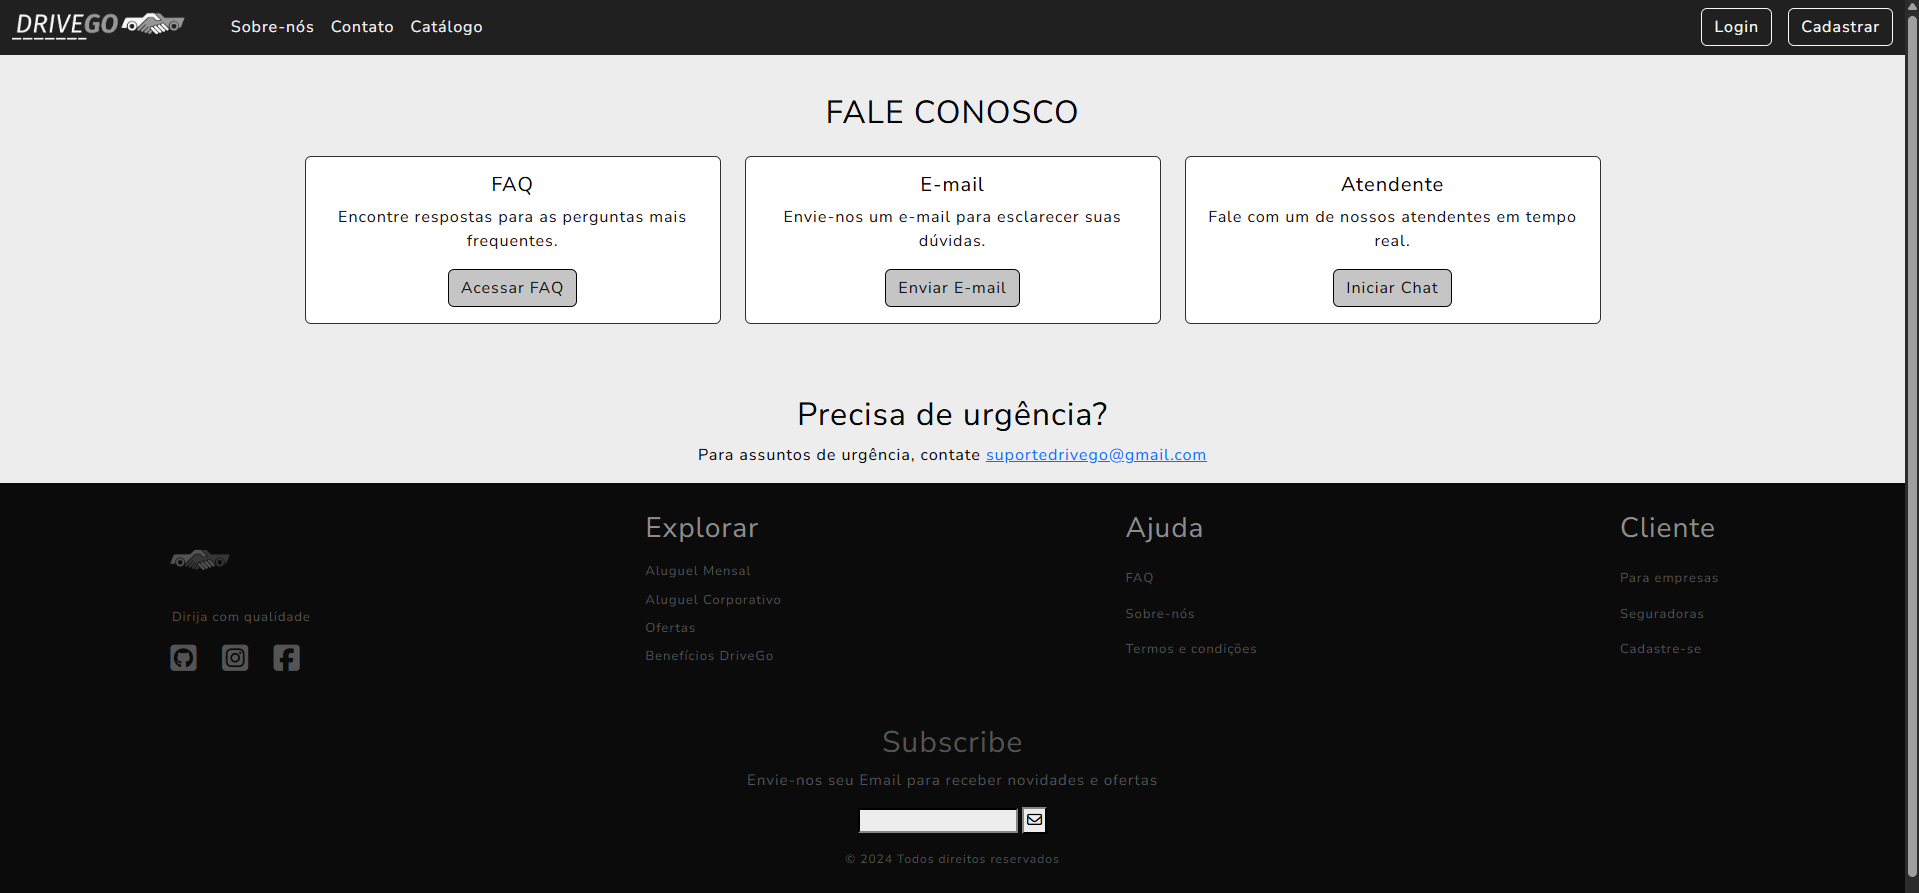 DRIVEGO
Sobre-nós Contato Catálogo
Login Cadastrar
FALE CONOSCO
FAQ
Encontre respostas para as perguntas mais
frequentes.
Acessar FAQ
E-mail
Envie-nos um e-mail para esclarecer suas
dúvidas.
Enviar E-mail
Atendente
Fale com um de nossos atendentes em tempo
real.
Iniciar Chat
Precisa de urgência?
Para assuntos de urgência, contate suportedrivego@gmail.com
Dirija com qualidade
Explorar
Aluguel Mensal
Aluguel Corporativo
Ofertas
Benefícios DriveGo
Ajuda
FAQ
Sobre-nós
Termos e condições
Cliente
Para empresas
Seguradoras
Cadastre-se
Subscribe
Envie-nos seu Email para receber novidades e ofertas
© 2024 Todos direitos reservados